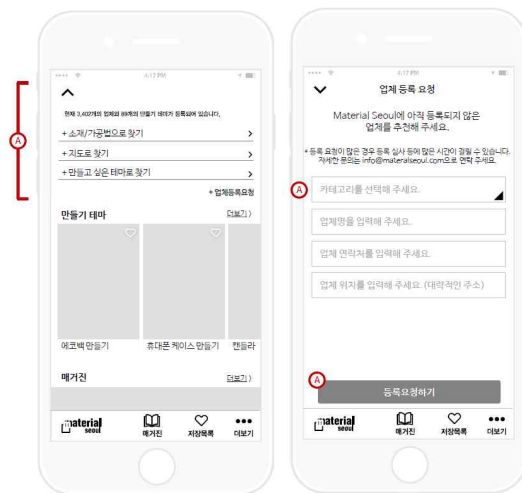 4:17 PM
현재 3,402개의 업체와 89개의 만들기 테마가 등록되어 있습니다.
+ 소재/가공법으로 찾기
+ 지도로 찾기
+ 만들고 싶은 테마로 찾기
+ 업체등록요청
A
만들기 테마
더보기 〉
에코백 만들기
휴대폰 케이스 만들기
캔들라
매거진
더보기 〉
material
seoul
매거진
저장목록
더보기
4:17 PM
업체 등록 요청
Material Seoul에 아직 등록되지 않은
업체를 추천해 주세요.
* 등록 요청이 많은 경우 등록 심사 등에 많은 시간이 걸릴 수 있습니다.
자세한 문의는 info@materalseoul.com으로 연락 주세요.
A
카테고리를 선택해 주세요.
업체명을 입력해 주세요.
업체 연락처를 입력해 주세요.
업체 위치를 입력해 주세요. (대략적인 주소)
A
등록요청하기
material
seoul
매거진
저장목록
더보기